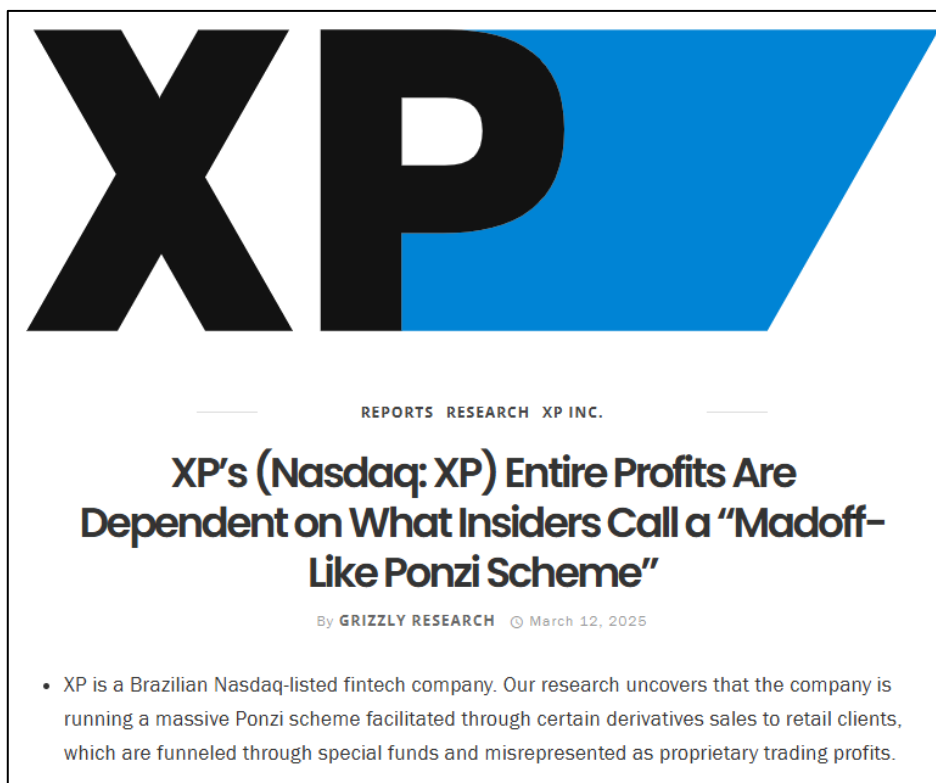 XP
REPORTS RESEARCH XP INC.
XP’s (Nasdaq: XP) Entire Profits Are
Dependent on What Insiders Call a “Madoff-
Like Ponzi Scheme”
By GRIZZLY RESEARCH March 12, 2025
• XP is a Brazilian Nasdaq-listed fintech company. Our research uncovers that the company is
running a massive Ponzi scheme facilitated through certain derivatives sales to retail clients,
which are funneled through special funds and misrepresented as proprietary trading profits.